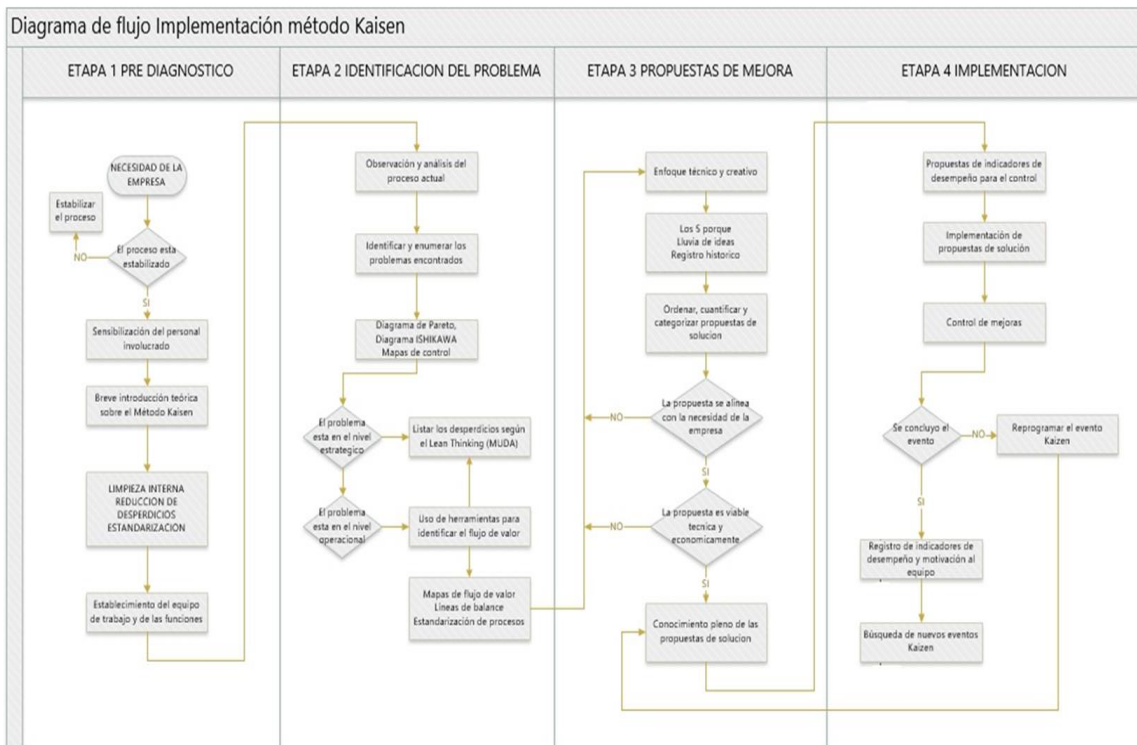 Diagrama de flujo Implementación método Kaisen
ETAPA 1 PRE DIAGNOSTICO
ETAPA 2 IDENTIFICACION DEL PROBLEMA
ETAPA 3 PROPUESTAS DE MEJORA
ETAPA 4 IMPLEMENTACION
NECESIDAD DE LA
EMPRESA
Estabilizar
el proceso
El proceso esta
estabilizado
NO
SI
Sensibilización del personal
involucrado
Breve introducción teórica
sobre el Método Kaisen
LIMPIEZA INTERNA
REDUCCION DE
DESPERDICIOS
ESTANDARIZACION
Establecimiento del equipo
de trabajo y de las funciones
Observación y análisis del
proceso actual
Identificar y enumerar los
problemas encontrados
Diagrama de Pareto,
Diagrama ISHIKAWA
Mapas de control
El problema
esta en el nivel
estrategico
Listar los desperdicios según
el Lean Thinking (MUDA)
El problema
esta en el nivel
operacional
Uso de herramientas para
identificar el flujo de valor
Mapas de flujo de valor
Lineas de balance
Estandarización de procesos
Enfoque técnico y creativo
Los 5 porque
Lluvia de ideas
Registro historico
Ordenar, cuantificar y
categorizar propuestas de
solucion
La propuesta se alinea
con la necesidad de la
empresa
NO
SI
La propuesta es viable
tecnica y
economicamente
NO
SI
Conocimiento pleno de las
propuestas de solucion
Propuestas de indicadores de
desempeño para el control
Implementación de
propuestas de solución
Control de mejoras
Se concluyo el
evento
NO
Reprogramar el evento
Kaizen
SI
Registro de indicadores de
desempeño y motivación al
equipo
Búsqueda de nuevos eventos
Kaizen